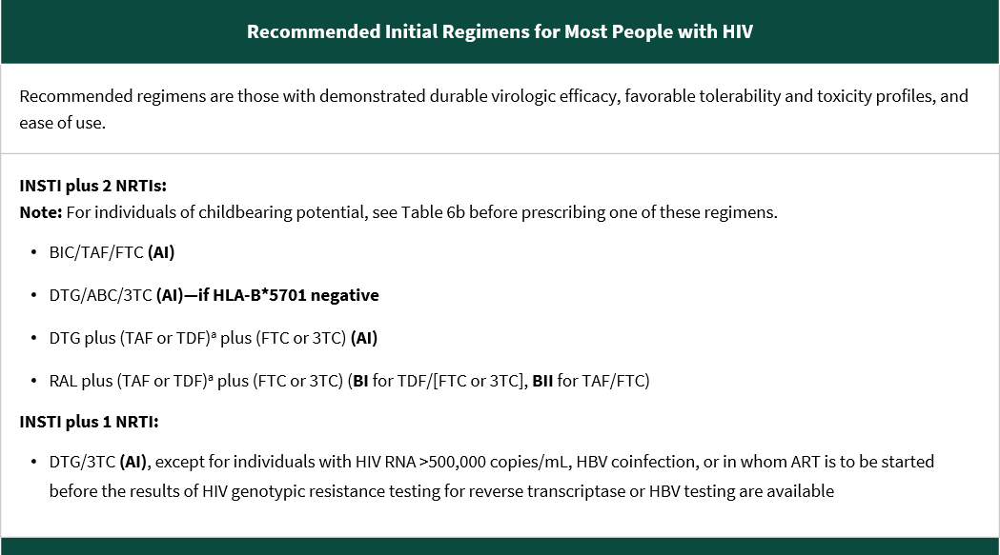 Recommended Initial Regimens for Most People with HIV
Recommended regimens are those with demonstrated durable virologic efficacy, favorable tolerability and toxicity profiles, and
ease of use.
INSTI plus 2 NRTIs:
Note: For individuals of childbearing potential, see Table 6b before prescribing one of these regimens.
• BIC/TAF/FTC (AI)
• DTG/ABC/3TC (AI)—if HLA-B*5701 negative
• DTG plus (TAF or TDF)ª plus (FTC or 3TC) (AI)
• RAL plus (TAF or TDF)ª plus (FTC or 3TC) (BI for TDF/[FTC or 3TC], BII for TAF/FTC)
INSTI plus 1 NRTI:
• DTG/3TC (AI), except for individuals with HIV RNA >500,000 copies/mL, HBV coinfection, or in whom ART is to be started
before the results of HIV genotypic resistance testing for reverse transcriptase or HBV testing are available